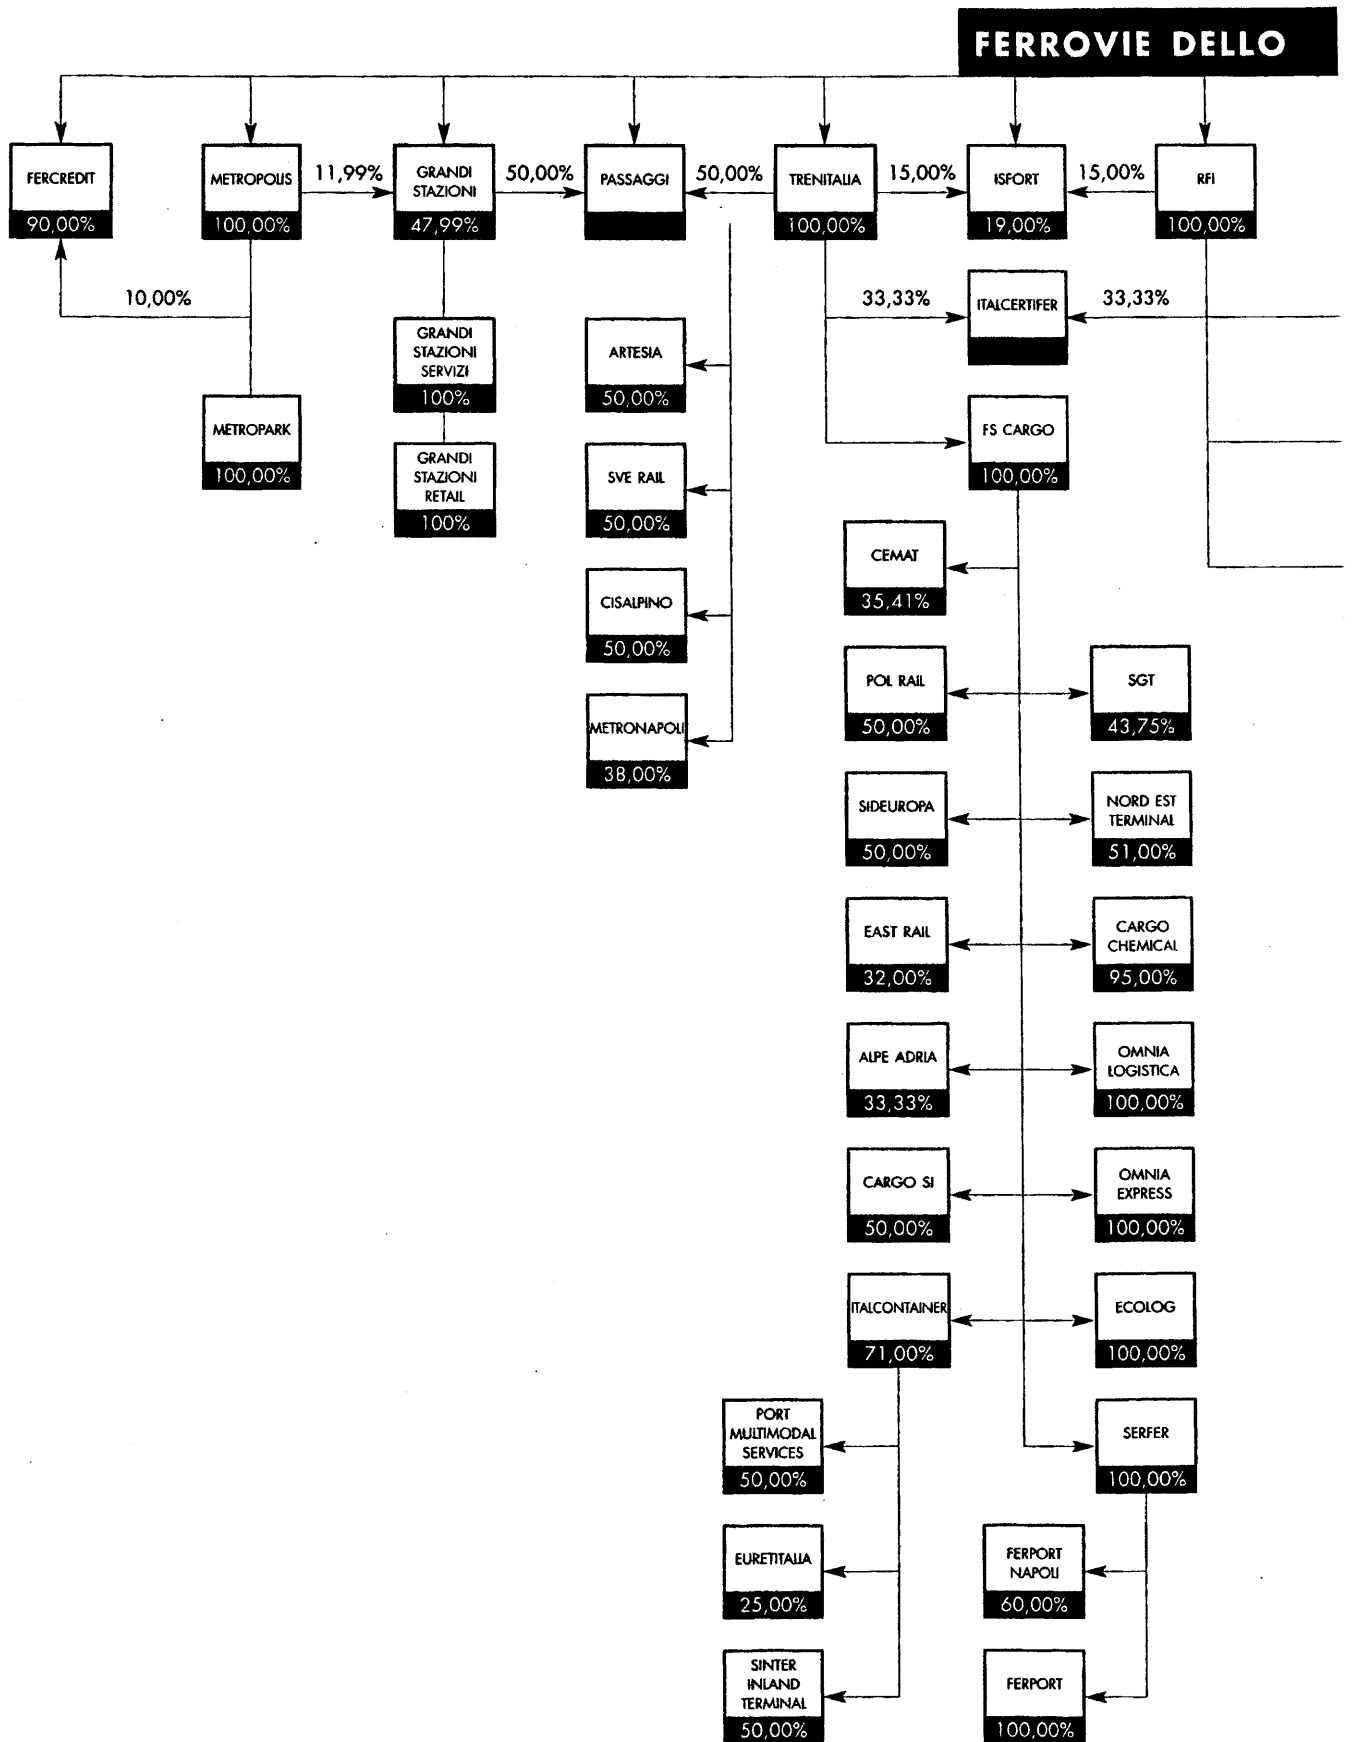 FERROVIE DELLO
FERCREDIT
90,00%
METROPOLIS
100,00%
11,99%
GRANDI
STAZIONI
47,99%
50,00%
PASSAGGI
50,00%
TRENITALIA
100,00%
15,00%
ISFORT
19,00%
15,00%
RFI
100,00%
10,00%
33,33%
ITALCERTIFER
33,33%
GRANDI
STAZIONI
SERVIZI
100%
ARTESIA
50,00%
METROPARK
100,00%
FS CARGO
100,00%
GRANDI
STAZIONI
RETAIL
100%
SVE RAIL
50,00%
CEMAT
35,41%
CISALPINO
50,00%
POL RAIL
50,00%
SGT
43,75%
METRONAPOLI
38,00%
SIDEUROPA
50,00%
NORD EST
TERMINAL
51,00%
EAST RAIL
32,00%
CARGO
CHEMICAL
95,00%
ALPE ADRIA
33,33%
OMNIA
LOGISTICA
100,00%
CARGO SI
50,00%
OMNIA
EXPRESS
100,00%
ITALCONTAINER
71,00%
ECOLOG
100,00%
PORT
MULTIMODAL
SERVICES
50,00%
SERFER
100,00%
EURETITALIA
25,00%
FERPORT
NAPOLI
60,00%
SINTER
INLAND
TERMINAL
50,00%
FERPORT
100,00%